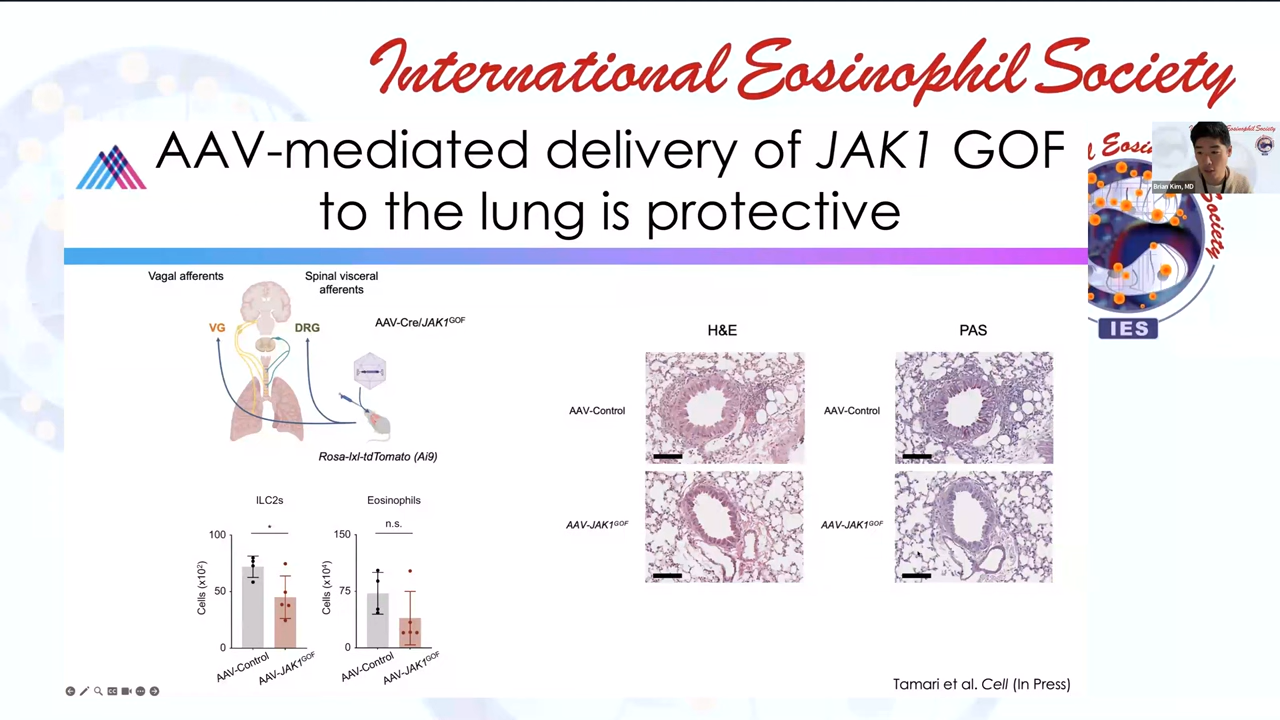 International Eosinophil Society
AAV-mediated delivery of JAK1 GOF
to the lung is protective
Eosinophil Society
Brian Kim, MD
IES
Vagal afferents
Spinal visceral
afferents
AAV-Cre/JAK1GOF
VG
DRG
Rosa-lxl-tdTomato (Ai9)
H&E
PAS
AAV-Control
AAV-Control
AAV-JAK1GOF
AAV-JAK1GOF
ILC2s
Eosinophils
*
n.s.
100
50
0
Cells (x10²)
AAV-Control
AAV-JAK1GOF
150
75
0
Cells (x10⁴)
AAV-Control
AAV-JAK1GOF
Tamari et al. Cell (In Press)